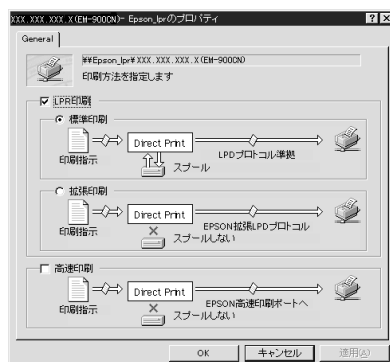 XXX.XXX.XXX.X(EM-900CN)- Epson_lprのプロパティ
General
##Epson_lpr#XXX.XXX.XXX.X(EM-900CN)
印刷方法を指定します
LPR印刷
標準印刷
印刷指示
Direct Print
スプール
LPDプロトコル準拠
拡張印刷
印刷指示
Direct Print
スプールしない
EPSON拡張LPDプロトコル
高速印刷
印刷指示
Direct Print
スプールしない
EPSON高速印刷ポートへ
OK
キャンセル
適用(A)